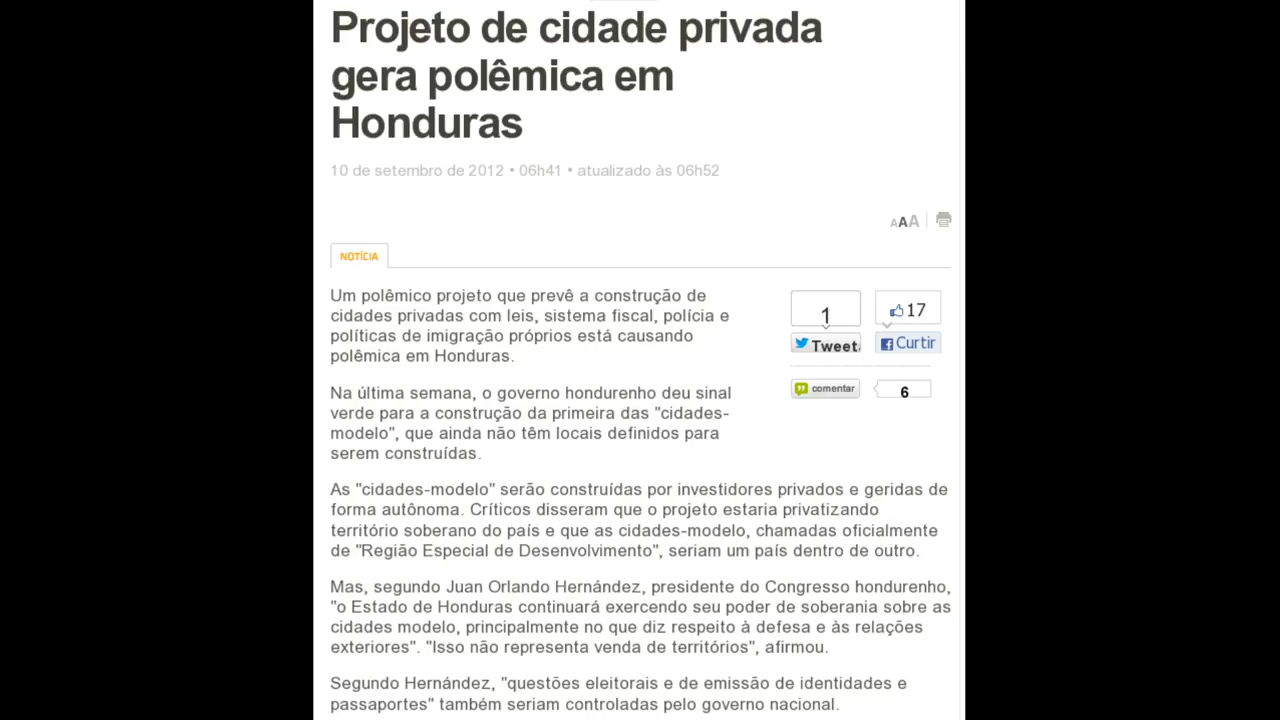 Projeto de cidade privada
gera polêmica em
Honduras
10 de setembro de 2012 • 06h41 • atualizado às 06h52
AAA
NOTÍCIA
Um polêmico projeto que prevê a construção de
cidades privadas com leis, sistema fiscal, polícia e
políticas de imigração próprios está causando
polêmica em Honduras.
1
17
Tweet
Curtir
comentar
6
Na última semana, o governo hondurenho deu sinal
verde para a construção da primeira das "cidades-
modelo", que ainda não têm locais definidos para
serem construídas.
As "cidades-modelo" serão construídas por investidores privados e geridas de
forma autônoma. Críticos disseram que o projeto estaria privatizando
território soberano do país e que as cidades-modelo, chamadas oficialmente
de "Região Especial de Desenvolvimento", seriam um país dentro de outro.
Mas, segundo Juan Orlando Hernández, presidente do Congresso hondurenho,
"o Estado de Honduras continuará exercendo seu poder de soberania sobre as
cidades modelo, principalmente no que diz respeito à defesa e às relações
exteriores". "Isso não representa venda de territórios", afirmou.
Segundo Hernández, "questões eleitorais e de emissão de identidades e
passaportes" também seriam controladas pelo governo nacional.